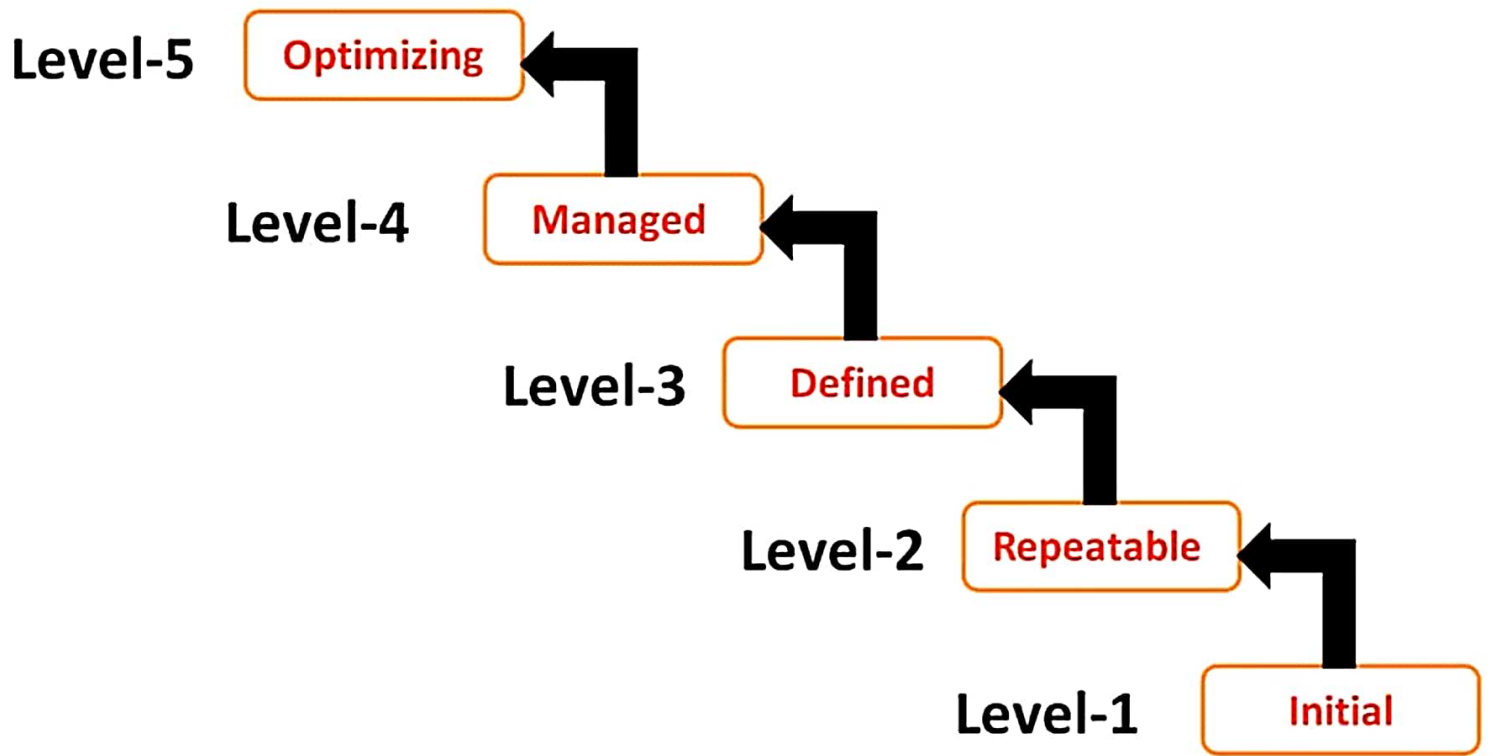 Level-5 Optimizing
Level-4 Managed
Level-3 Defined
Level-2 Repeatable
Level-1 Initial